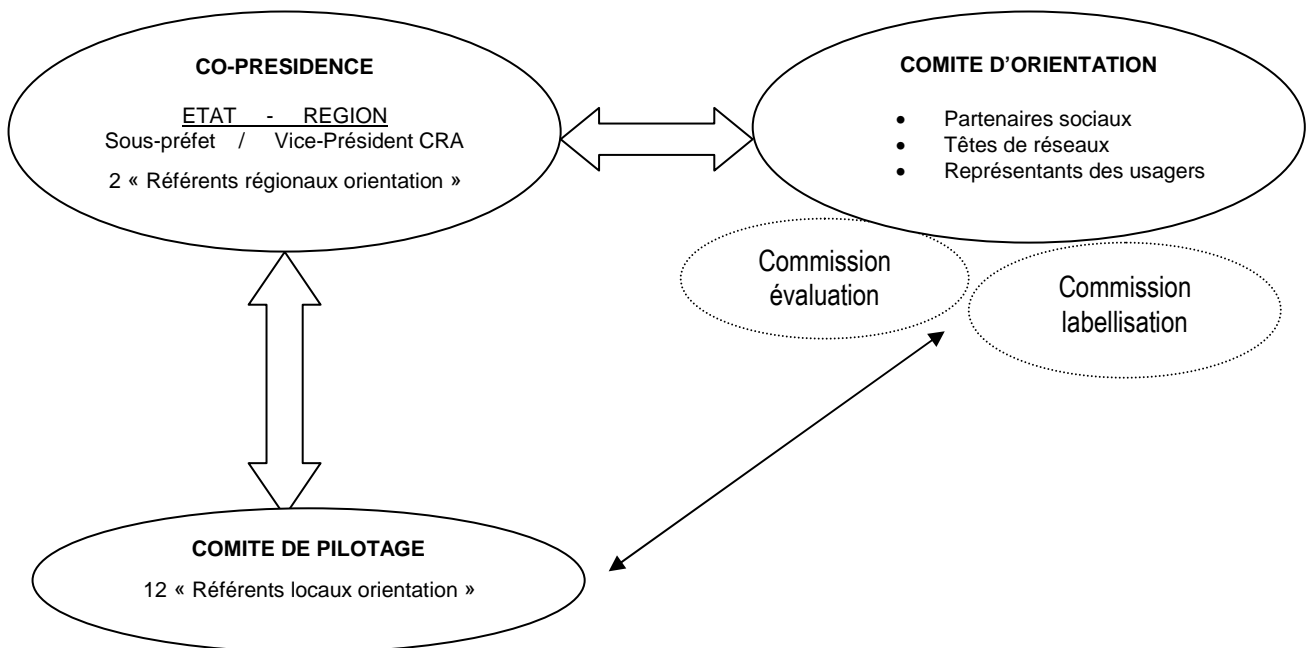 CO-PRESIDENCE
ETAT - REGION
Sous-préfet / Vice-Président CRA
2 « Référents régionaux orientation »
COMITE D’ORIENTATION
• Partenaires sociaux
• Têtes de réseaux
• Représentants des usagers
Commission
évaluation
Commission
labellisation
COMITE DE PILOTAGE
12 « Référents locaux orientation »